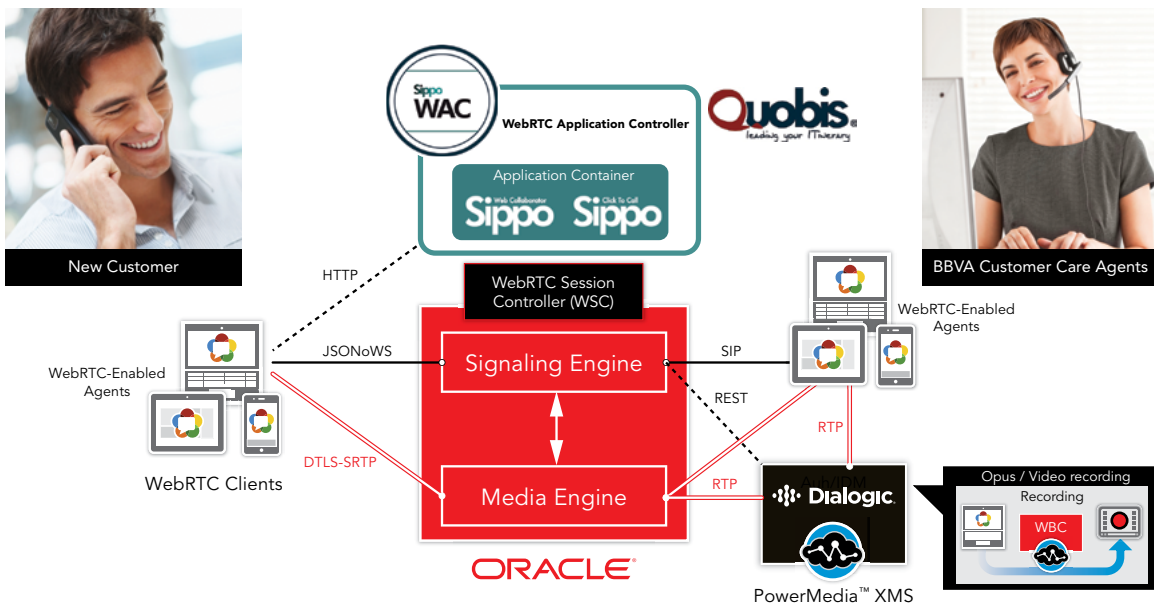 Sippo
WAC
WebRTC Application Controller
Quobis®
leading your ITinerary
Application Container
Web Collaborator
Sippo
Click To Call
Sippo
New Customer
BBVA Customer Care Agents
HTTP
WebRTC Session
Controller (WSC)
WebRTC-Enabled
Agents
JSONoWS
Signaling Engine
SIP
WebRTC-Enabled
Agents
REST
RTP
DTLS-SRTP
WebRTC Clients
Media Engine
RTP
Auh/IDM
Dialogic
Opus / Video recording
Recording
WBC
ORACLE®
PowerMedia™ XMS